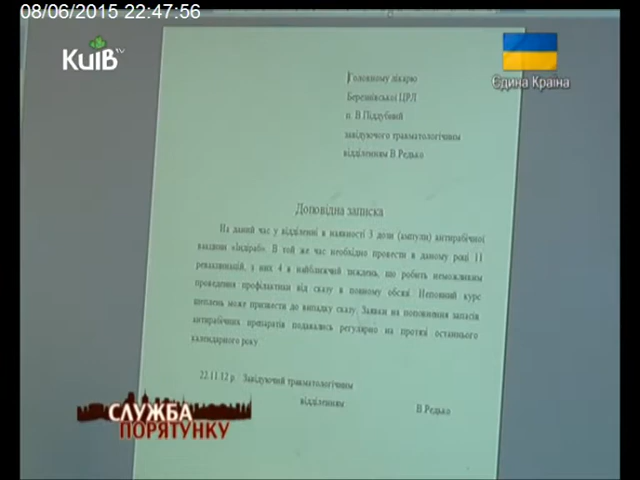 08/06/2015 22:47:56
КиїВ tv
Єдина Країна
Головному лікарю
Березнівської ЦРЛ
п. В Піддубний
завідуючого травматологічним
відділенням В Редько
Доповідна записка
На даний час у відділенні в наявності 3 дози (ампули) антирабічної
вакцини «Індіраб». В той же час необхідно провести в даному році 11
ревакцинацій, з них 4 в найближчий тиждень, що робить неможливим
проведення профілактики від сказу в повному обсязі. Неповний курс
щеплень може призвести до випадку сказу. Заявки на поповнення запасів
антирабічних препаратів подавались регулярно на протязі останнього
календарного року.
22.11.12 р. Завідуючий травматологічним
відділенням В Редько
СЛУЖБА
ПОРЯТУНКУ